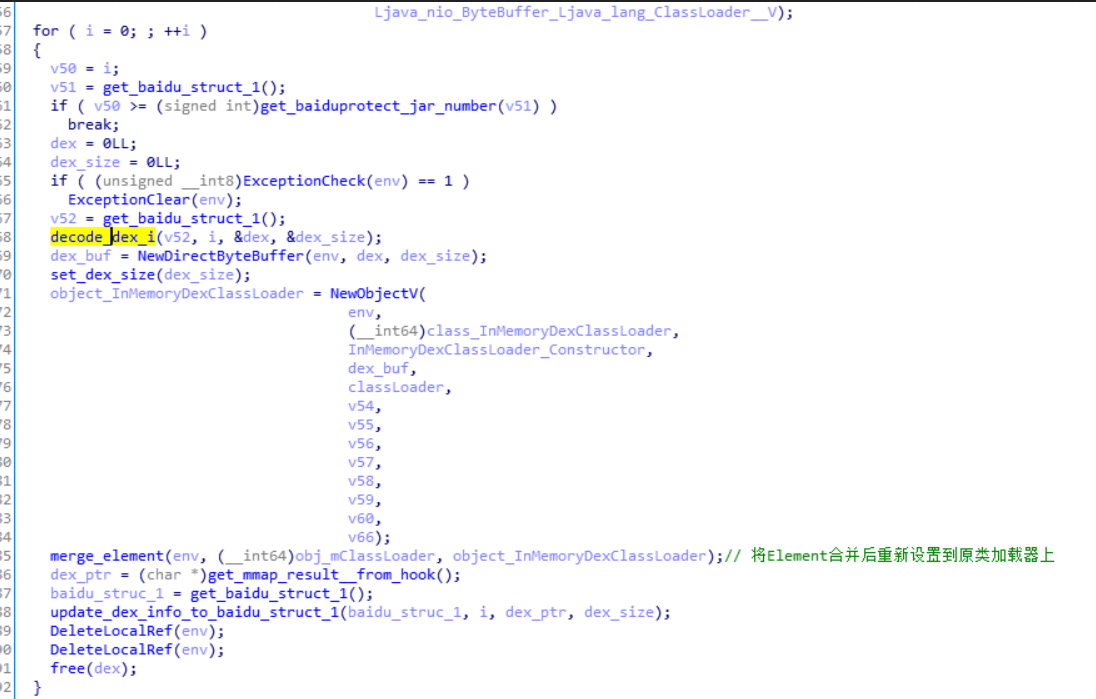 56 Ljava_nio_ByteBuffer_Ljava_lang_ClassLoader__V);
57 for ( i = 0; ; ++i )
58 {
59 v50 = i;
60 v51 = get_baidu_struct_1();
61 if ( v50 >= (signed int)get_baiduprotect_jar_number(v51) )
62 break;
63 dex = 0LL;
64 dex_size = 0LL;
65 if ( (unsigned __int8)ExceptionCheck(env) == 1 )
66 ExceptionClear(env);
67 v52 = get_baidu_struct_1();
68 decode_dex_i(v52, i, &dex, &dex_size);
69 dex_buf = NewDirectByteBuffer(env, dex, dex_size);
70 set_dex_size(dex_size);
71 object_InMemoryDexClassLoader = NewObjectV(
72 env,
73 (__int64)class_InMemoryDexClassLoader,
74 InMemoryDexClassLoader_Constructor,
75 dex_buf,
76 classLoader,
77 v54,
78 v55,
79 v56,
80 v57,
81 v58,
82 v59,
83 v60,
84 v66);
85 merge_element(env, (__int64)obj_mClassLoader, object_InMemoryDexClassLoader);// 将Element合并后重新设置到原类加载器上
86 dex_ptr = (char *)get_mmap_result__from_hook();
87 baidu_struc_1 = get_baidu_struct_1();
88 update_dex_info_to_baidu_struct_1(baidu_struc_1, i, dex_ptr, dex_size);
89 DeleteLocalRef(env);
90 DeleteLocalRef(env);
91 free(dex);
92 }